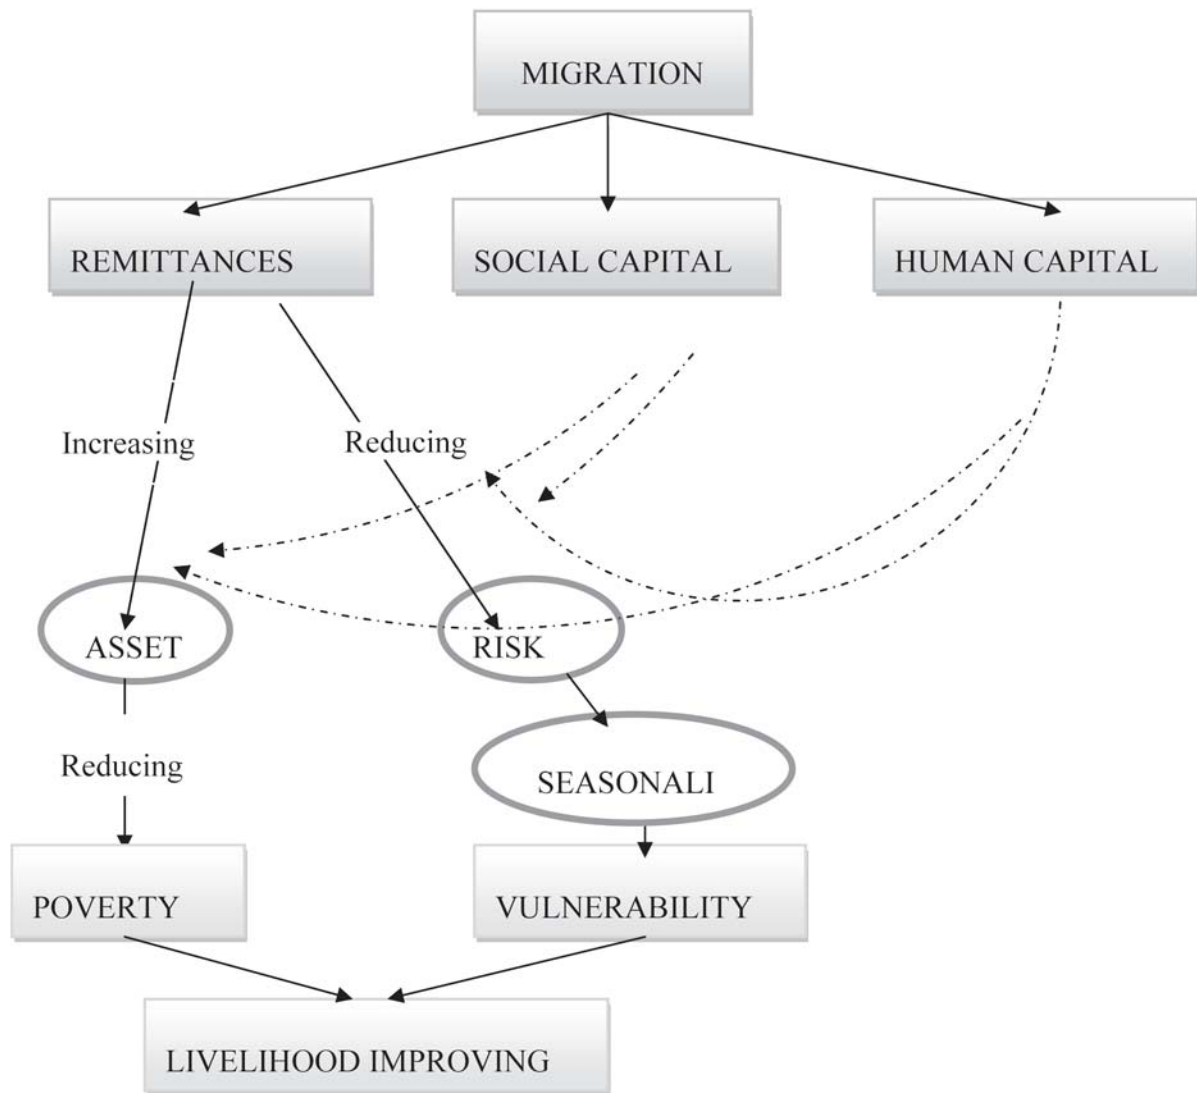 MIGRATION
REMITTANCES
SOCIAL CAPITAL
HUMAN CAPITAL
Increasing
Reducing
ASSET
RISK
Reducing
SEASONALI
POVERTY
VULNERABILITY
LIVELIHOOD IMPROVING